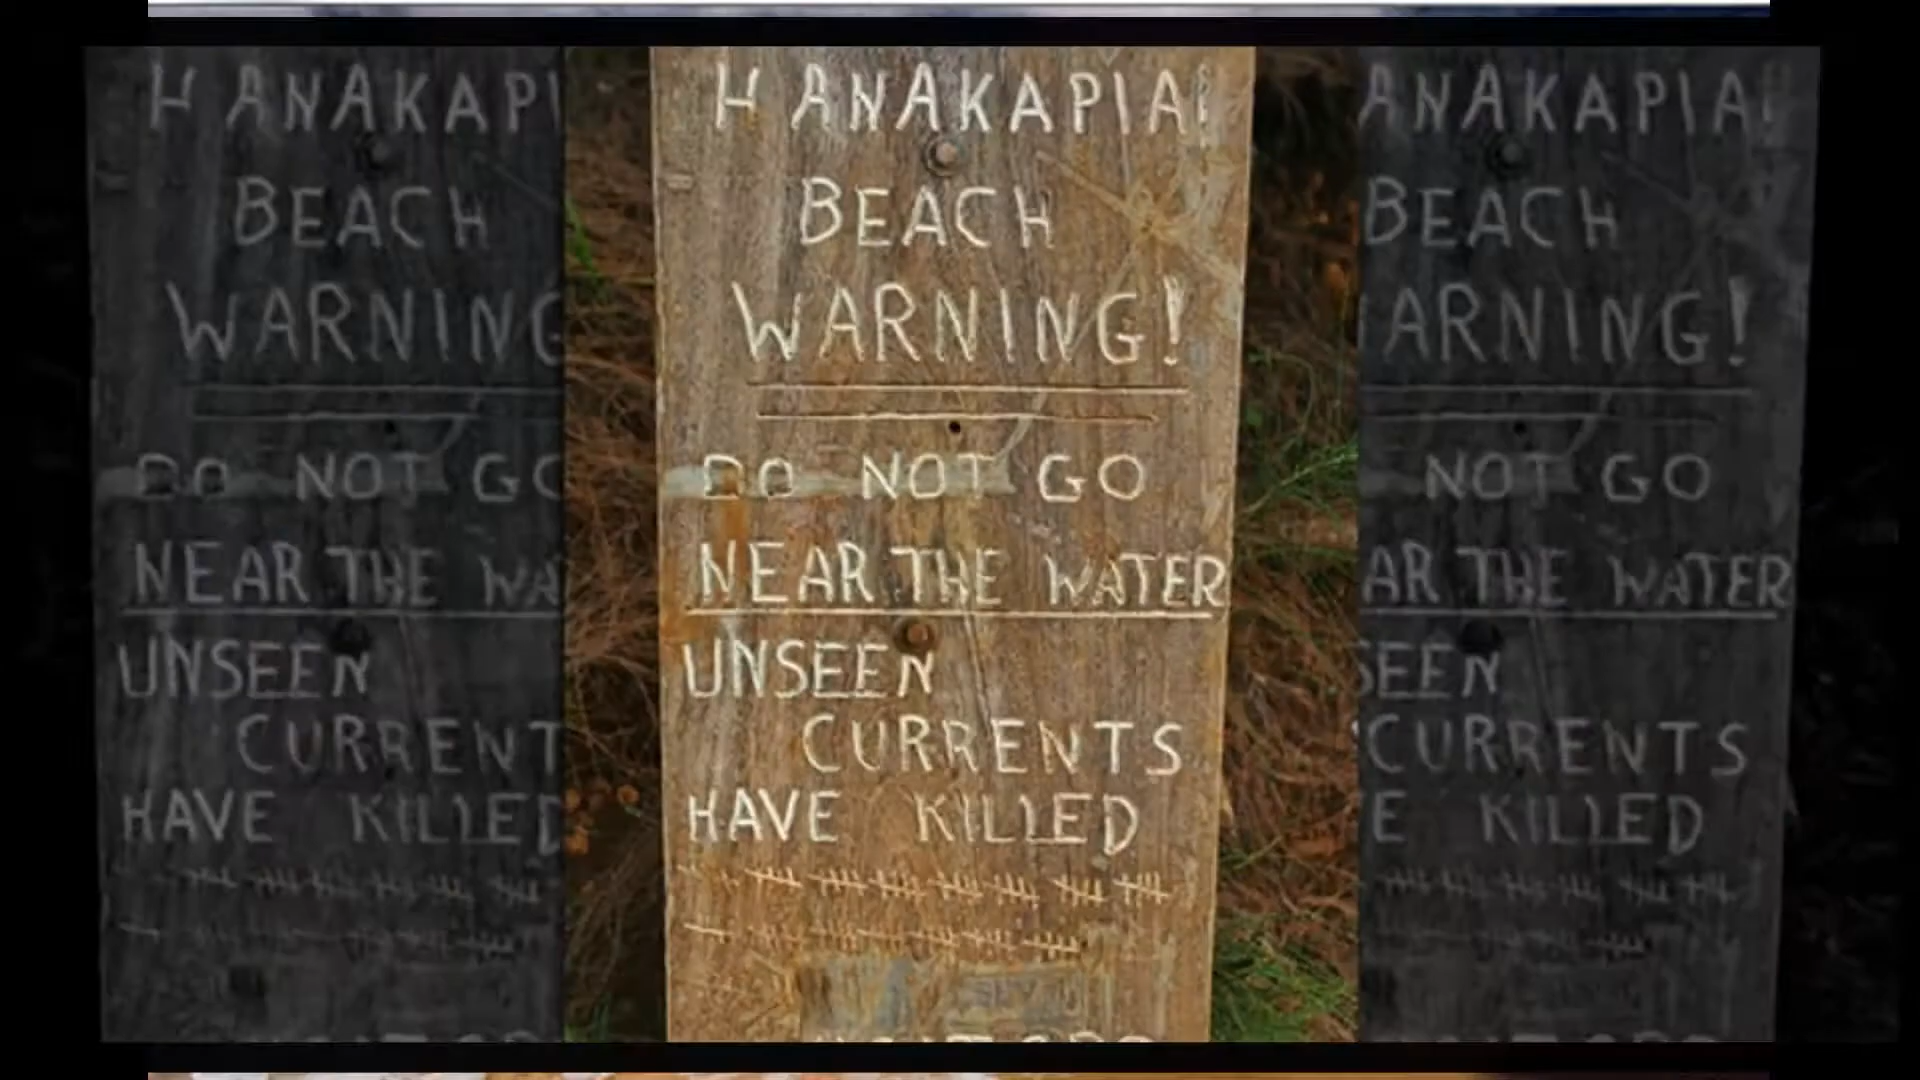 HANAKAPIAI
BEACH
WARNING!
DO NOT GO
NEAR THE WATER
UNSEEN
CURRENTS
HAVE KILLED